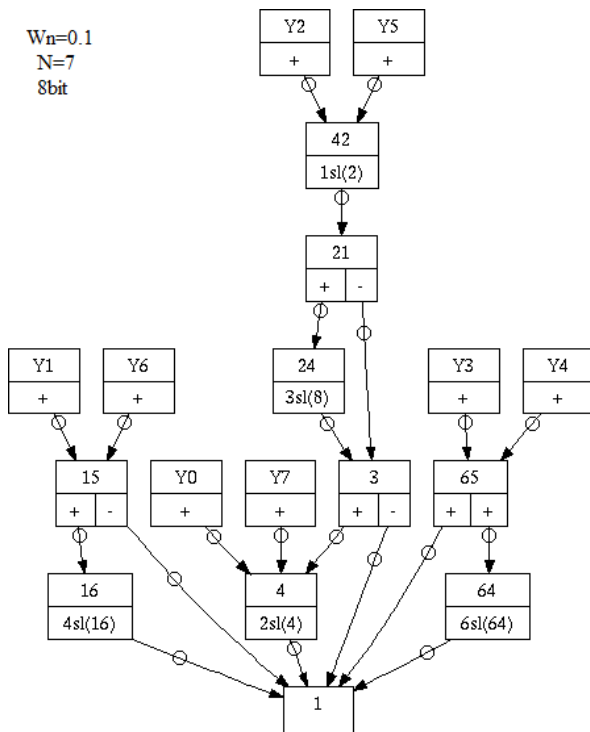 Wn=0.1
N=7
8bit
Y2 Y5
+ +
42
1sl(2)
21
+ -
Y1 Y6 24 Y3 Y4
+ + 3sl(8) + +
15 Y0 Y7 3 65
+ - + + + - + +
16 4 64
4sl(16) 2sl(4) 6sl(64)
1